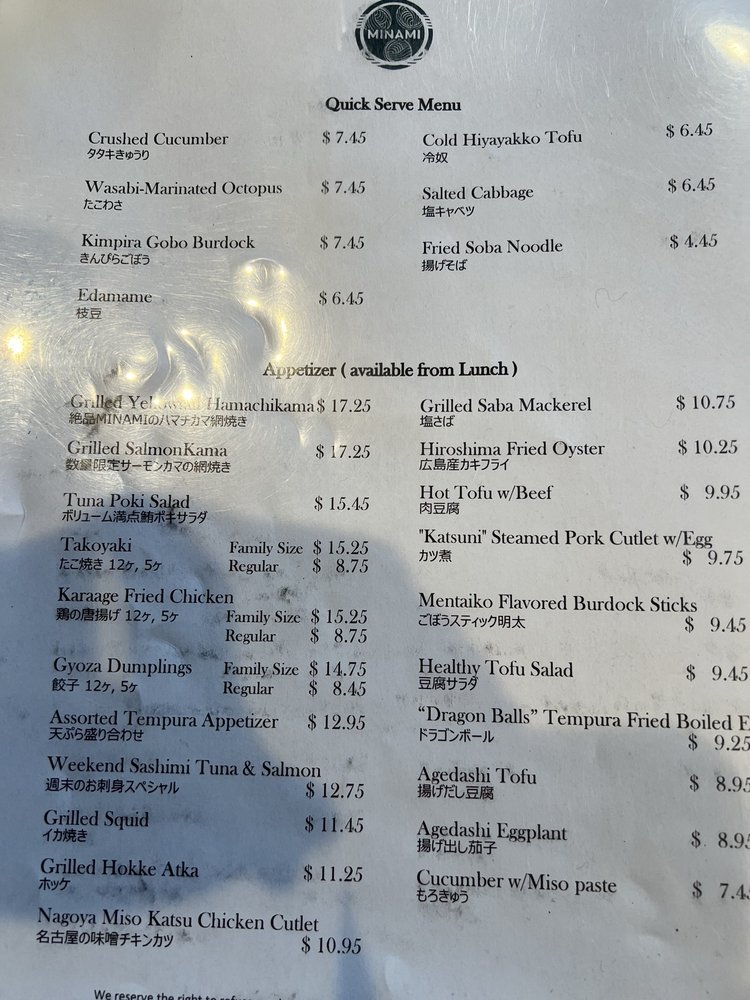 MINAMI
Quick Serve Menu
Crushed Cucumber $ 7.45
タタキきゅうり
Wasabi-Marinated Octopus $ 7.45
たこわさ
Kimpira Gobo Burdock $ 7.45
きんぴらごぼう
Edamame $ 6.45
枝豆
Cold Hiyayakko Tofu $ 6.45
冷奴
Salted Cabbage $ 6.45
塩キャベツ
Fried Soba Noodle $ 4.45
揚げそば
Appetizer ( available from Lunch )
Grilled Yellowtail Hamachikama $ 17.25
絶品MINAMIのハマチカマ網焼き
Grilled SalmonKama $ 17.25
数量限定サーモンカマの網焼き
Tuna Poki Salad $ 15.45
ボリューム満点鮪ポキサラダ
Takoyaki Family Size $ 15.25
たこ焼き 12ケ, 5ケ Regular $ 8.75
Karaage Fried Chicken
鶏の唐揚げ 12ケ, 5ケ Family Size $ 15.25
Regular $ 8.75
Gyoza Dumplings Family Size $ 14.75
餃子 12ケ, 5ケ Regular $ 8.45
Assorted Tempura Appetizer $ 12.95
天ぷら盛り合わせ
Weekend Sashimi Tuna & Salmon
週末のお刺身スペシャル $ 12.75
Grilled Squid $ 11.45
イカ焼き
Grilled Hokke Atka $ 11.25
ホッケ
Nagoya Miso Katsu Chicken Cutlet
名古屋の味噌チキンカツ $ 10.95
Grilled Saba Mackerel $ 10.75
塩さば
Hiroshima Fried Oyster $ 10.25
広島産カキフライ
Hot Tofu w/Beef $ 9.95
肉豆腐
"Katsuni" Steamed Pork Cutlet w/Egg
カツ煮 $ 9.75
Mentaiko Flavored Burdock Sticks
ごぼうスティック明太 $ 9.45
Healthy Tofu Salad $ 9.45
豆腐サラダ
“Dragon Balls” Tempura Fried Boiled E
ドラゴンボール $ 9.25
Agedashi Tofu $ 8.95
揚げだし豆腐
Agedashi Eggplant $ 8.95
揚げ出し茄子
Cucumber w/Miso paste $ 7.4
もろきゅう
We reserve the right to